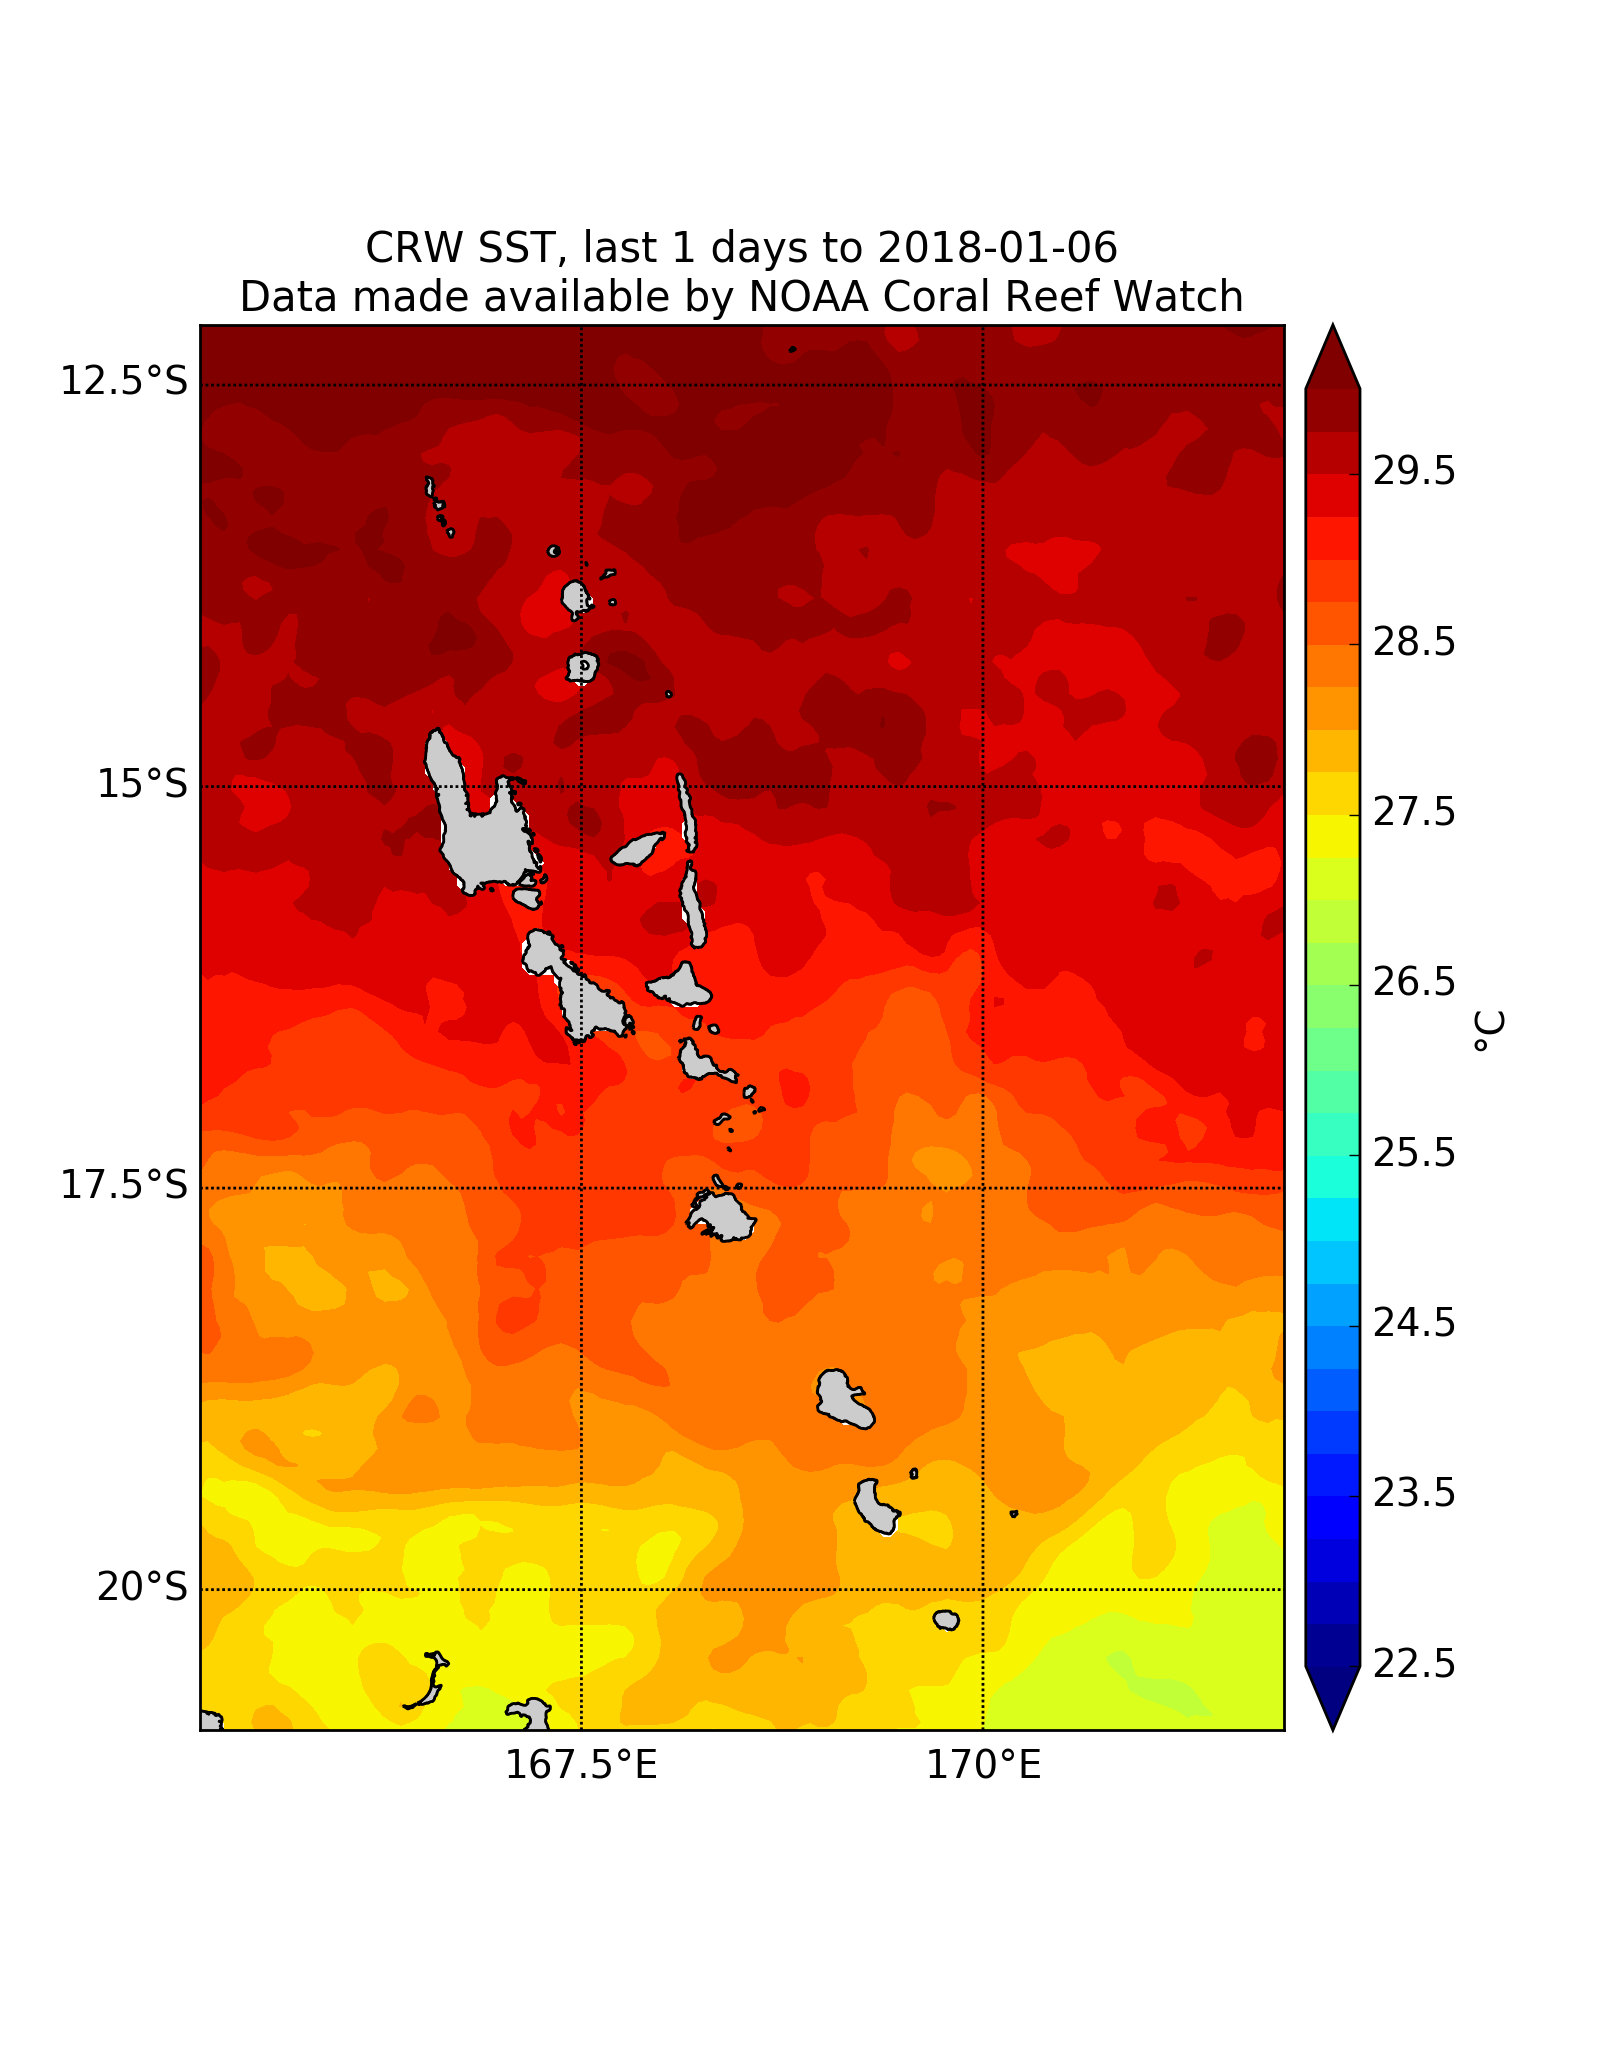 CRW SST, last 1 days to 2018-01-06
Data made available by NOAA Coral Reef Watch
12.5°S
15°S
17.5°S
20°S
167.5°E
170°E
29.5
28.5
27.5
26.5
25.5
24.5
23.5
22.5
°C